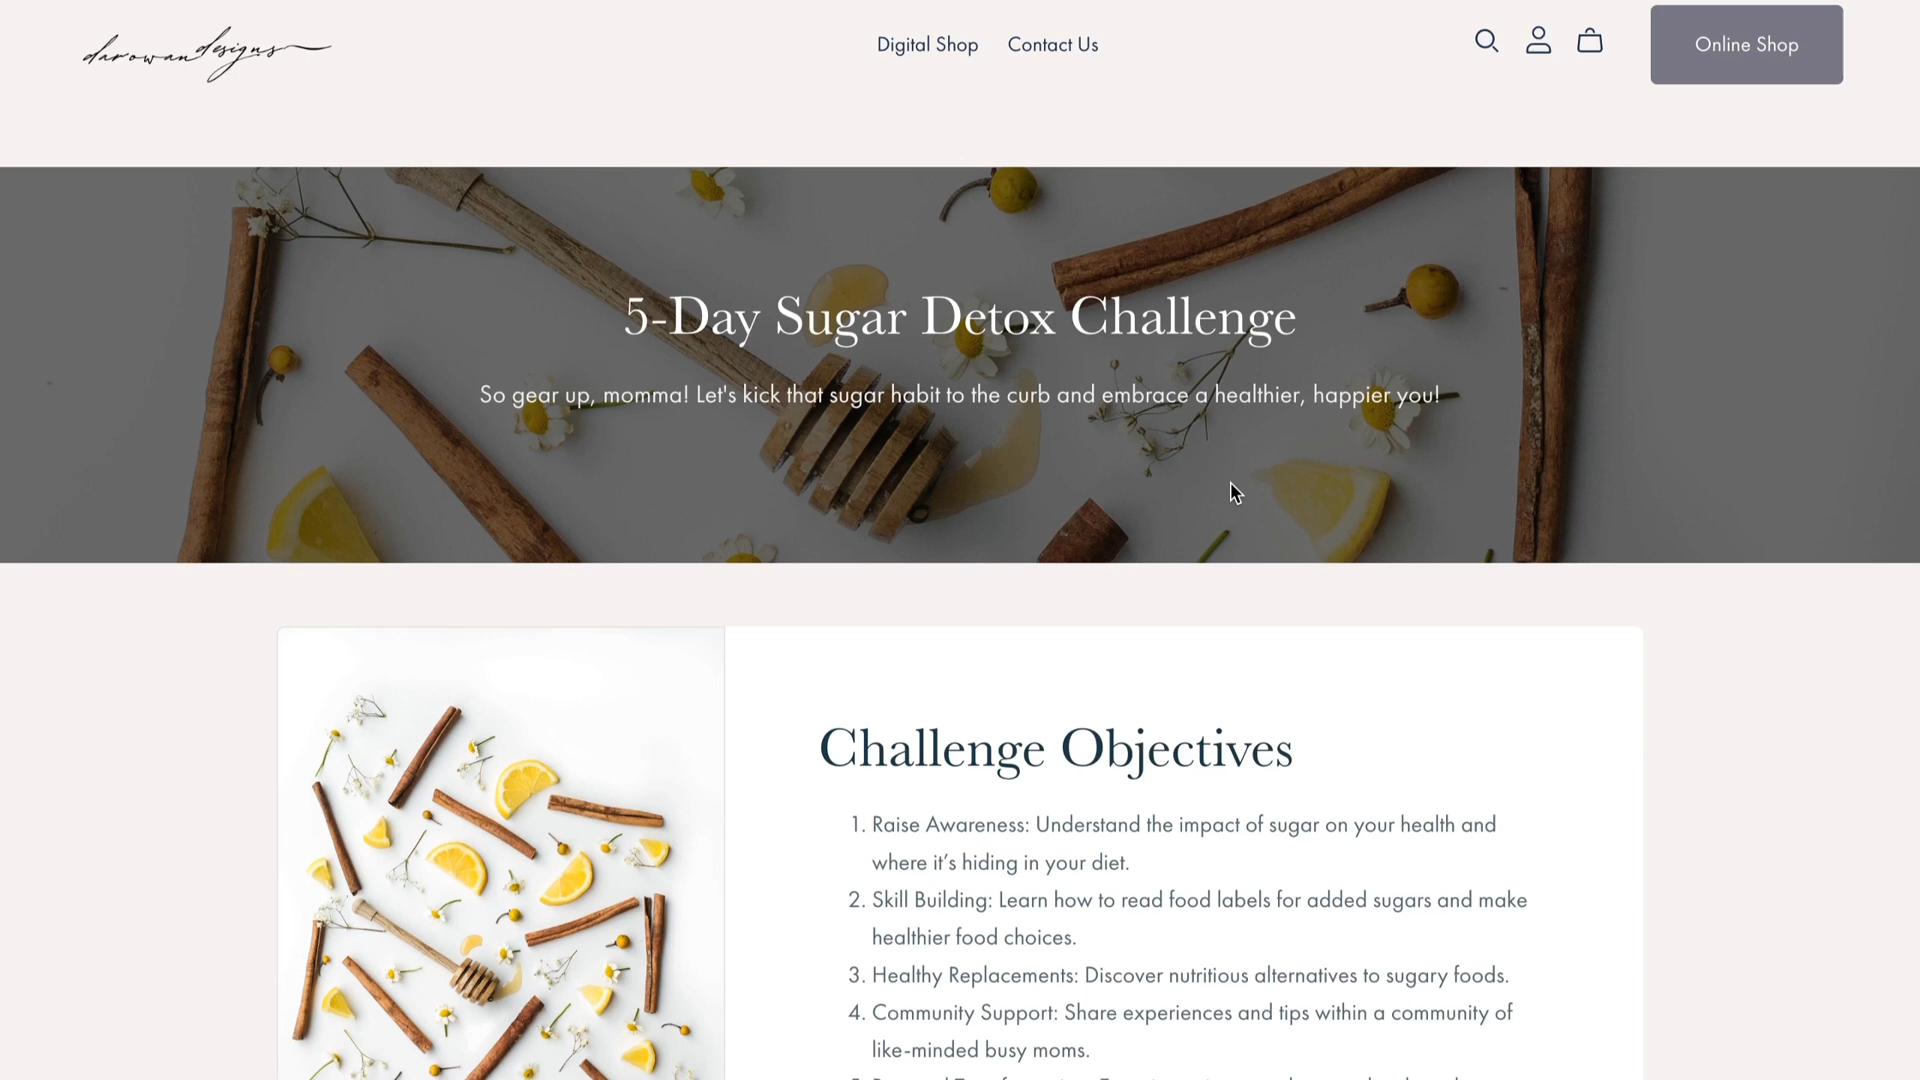 darowan designs
Digital Shop
Contact Us
Online Shop
5-Day Sugar Detox Challenge
So gear up, momma! Let's kick that sugar habit to the curb and embrace a healthier, happier you!
Challenge Objectives
1. Raise Awareness: Understand the impact of sugar on your health and
where it’s hiding in your diet.
2. Skill Building: Learn how to read food labels for added sugars and make
healthier food choices.
3. Healthy Replacements: Discover nutritious alternatives to sugary foods.
4. Community Support: Share experiences and tips within a community of
like-minded busy moms.